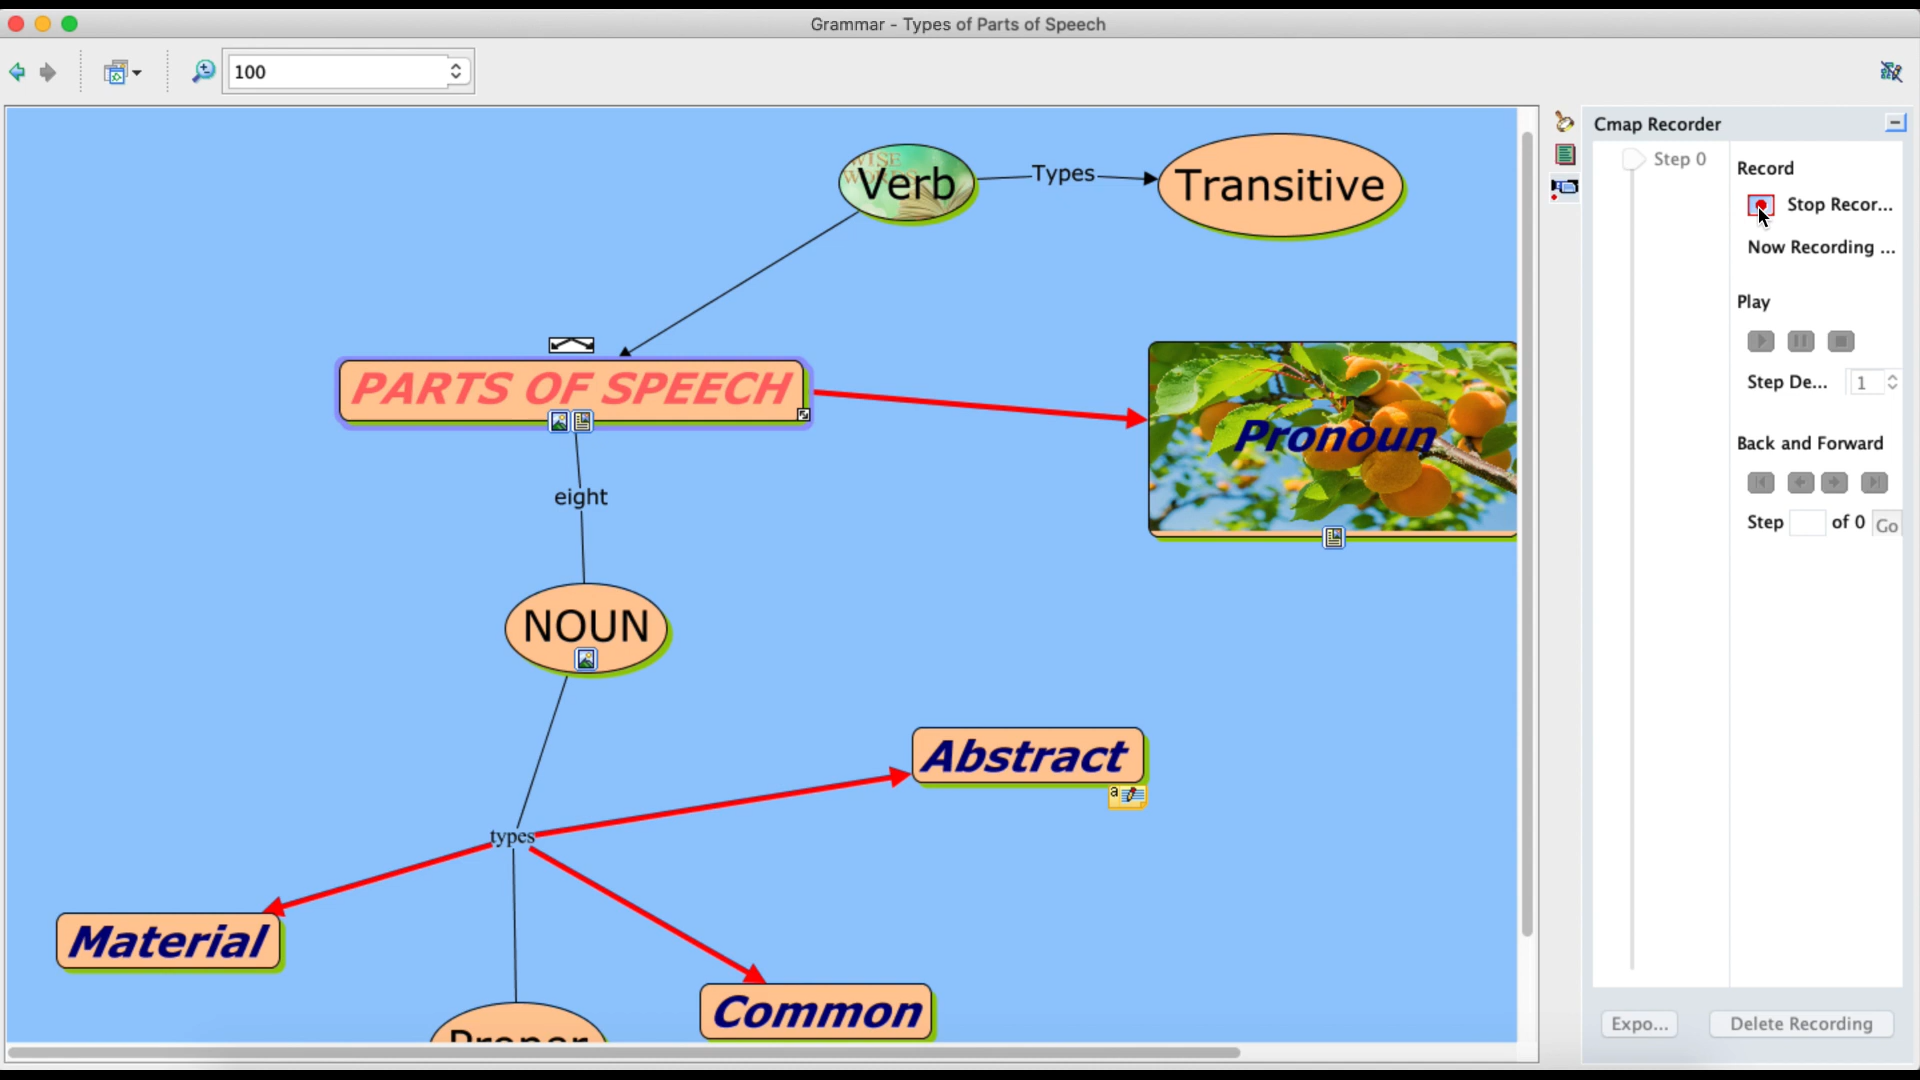 Grammar - Types of Parts of Speech
100
Cmap Recorder
Step 0
Record
Stop Recor...
Now Recording ...
Play
Step De...
1
Back and Forward
Step
of 0
Go
Expo...
Delete Recording
WISE
Verb
Types
Transitive
PARTS OF SPEECH
Pronoun
eight
NOUN
Abstract
a
types
Material
Common
Proper